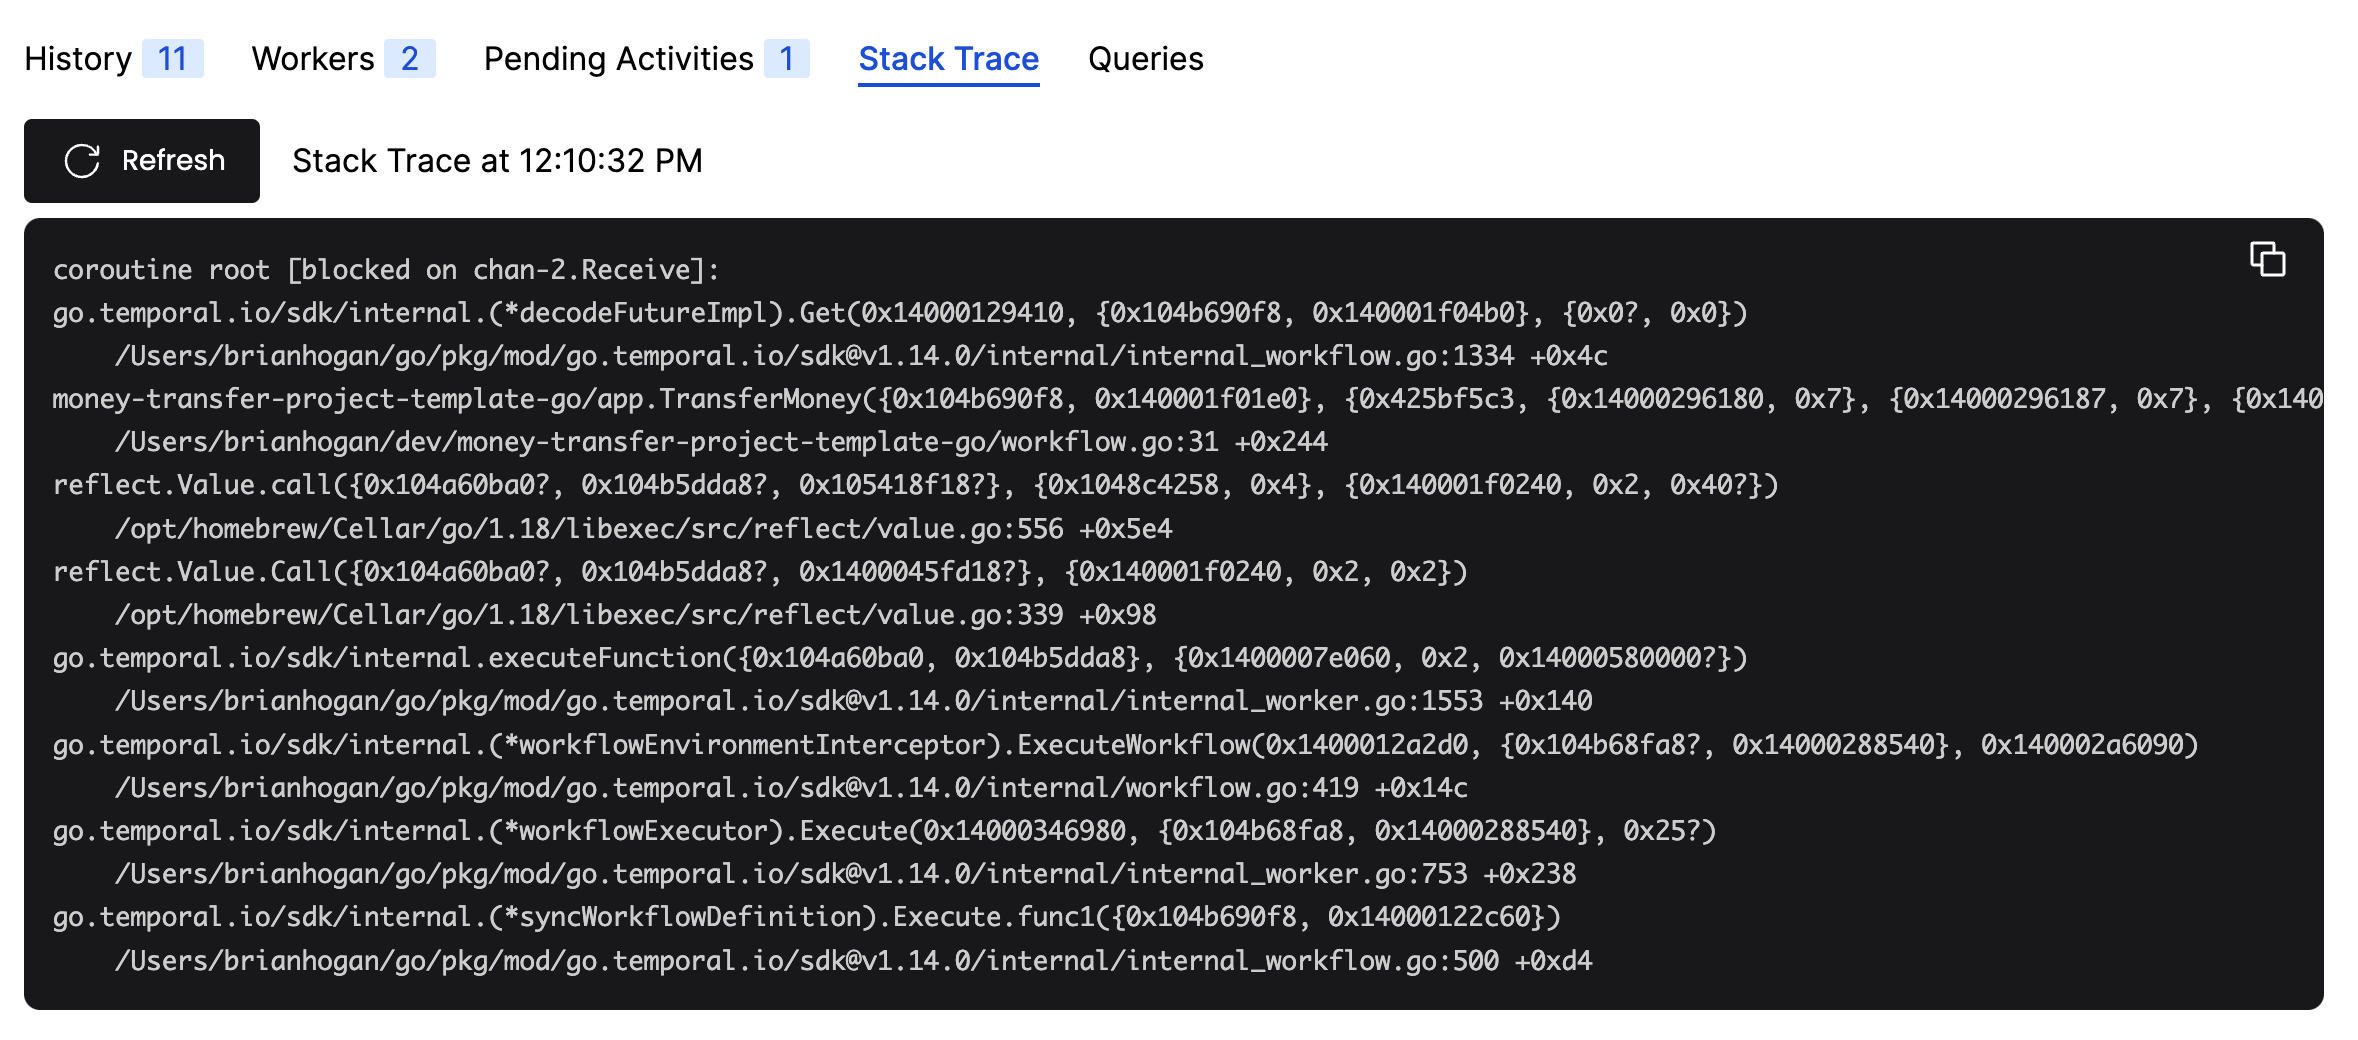 History 11 Workers 2 Pending Activities 1 Stack Trace Queries
Refresh Stack Trace at 12:10:32 PM
coroutine root [blocked on chan-2.Receive]:
go.temporal.io/sdk/internal.(*decodeFutureImpl).Get(0x14000129410, {0x104b690f8, 0x140001f04b0}, {0x0?, 0x0})
/Users/brianhogan/go/pkg/mod/go.temporal.io/sdk@v1.14.0/internal/internal_workflow.go:1334 +0x4c
money-transfer-project-template-go/app.TransferMoney({0x104b690f8, 0x140001f01e0}, {0x425bf5c3, {0x14000296180, 0x7}, {0x14000296187, 0x7}, {0x140
/Users/brianhogan/dev/money-transfer-project-template-go/workflow.go:31 +0x244
reflect.Value.call({0x104a60ba0?, 0x104b5dda8?, 0x105418f18?}, {0x1048c4258, 0x4}, {0x140001f0240, 0x2, 0x40?})
/opt/homebrew/Cellar/go/1.18/libexec/src/reflect/value.go:556 +0x5e4
reflect.Value.Call({0x104a60ba0?, 0x104b5dda8?, 0x1400045fd18?}, {0x140001f0240, 0x2, 0x2})
/opt/homebrew/Cellar/go/1.18/libexec/src/reflect/value.go:339 +0x98
go.temporal.io/sdk/internal.executeFunction({0x104a60ba0, 0x104b5dda8}, {0x1400007e060, 0x2, 0x14000580000?})
/Users/brianhogan/go/pkg/mod/go.temporal.io/sdk@v1.14.0/internal/internal_worker.go:1553 +0x140
go.temporal.io/sdk/internal.(*workflowEnvironmentInterceptor).ExecuteWorkflow(0x1400012a2d0, {0x104b68fa8?, 0x14000288540}, 0x140002a6090)
/Users/brianhogan/go/pkg/mod/go.temporal.io/sdk@v1.14.0/internal/workflow.go:419 +0x14c
go.temporal.io/sdk/internal.(*workflowExecutor).Execute(0x14000346980, {0x104b68fa8, 0x14000288540}, 0x25?)
/Users/brianhogan/go/pkg/mod/go.temporal.io/sdk@v1.14.0/internal/internal_worker.go:753 +0x238
go.temporal.io/sdk/internal.(*syncWorkflowDefinition).Execute.func1({0x104b690f8, 0x14000122c60})
/Users/brianhogan/go/pkg/mod/go.temporal.io/sdk@v1.14.0/internal/internal_workflow.go:500 +0xd4